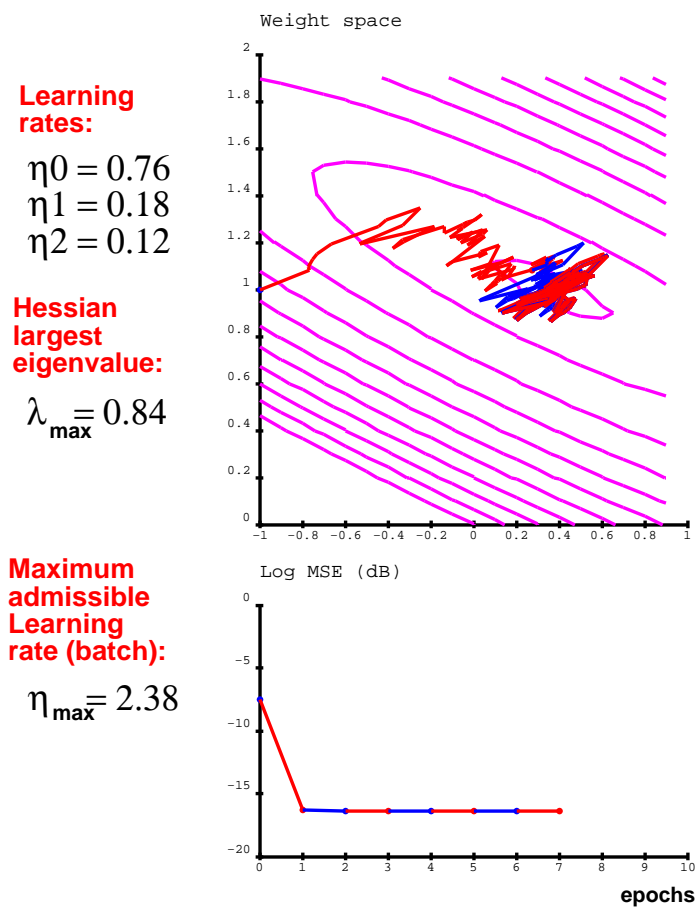 Weight space
Learning
rates:
η0 = 0.76
η1 = 0.18
η2 = 0.12
Hessian
largest
eigenvalue:
λmax = 0.84
2
1.8
1.6
1.4
1.2
1
0.8
0.6
0.4
0.2
0
-1 -0.8 -0.6 -0.4 -0.2 0 0.2 0.4 0.6 0.8 1
Maximum
admissible
Learning
rate (batch):
ηmax = 2.38
Log MSE (dB)
0
-5
-10
-15
-20
0 1 2 3 4 5 6 7 8 9 10
epochs